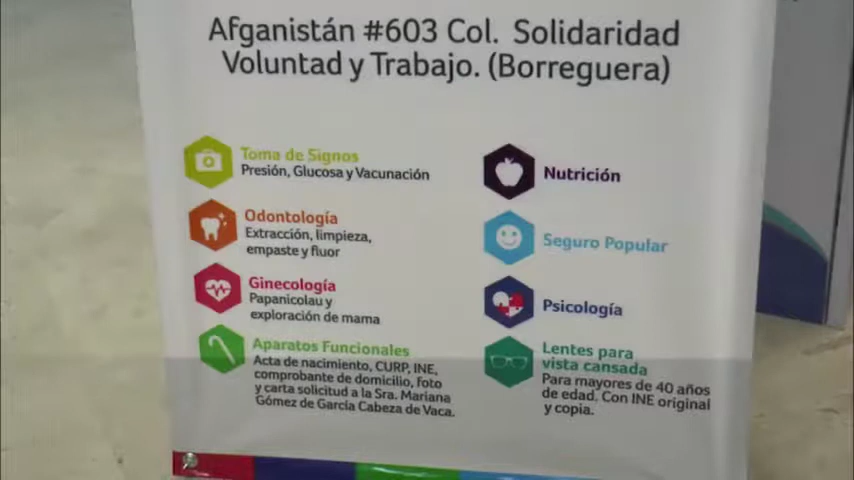 Afganistán #603 Col. Solidaridad
Voluntad y Trabajo. (Borreguera)
Toma de Signos
Presión, Glucosa y Vacunación
Odontología
Extracción, limpieza,
empaste y fluor
Ginecología
Papanicolau y
exploración de mama
Aparatos Funcionales
Acta de nacimiento, CURP, INE,
comprobante de domicilio, foto
y carta solicitud a la Sra. Mariana
Gómez de García Cabeza de Vaca.
Nutrición
Seguro Popular
Psicología
Lentes para
vista cansada
Para mayores de 40 años
de edad. Con INE original
y copia.